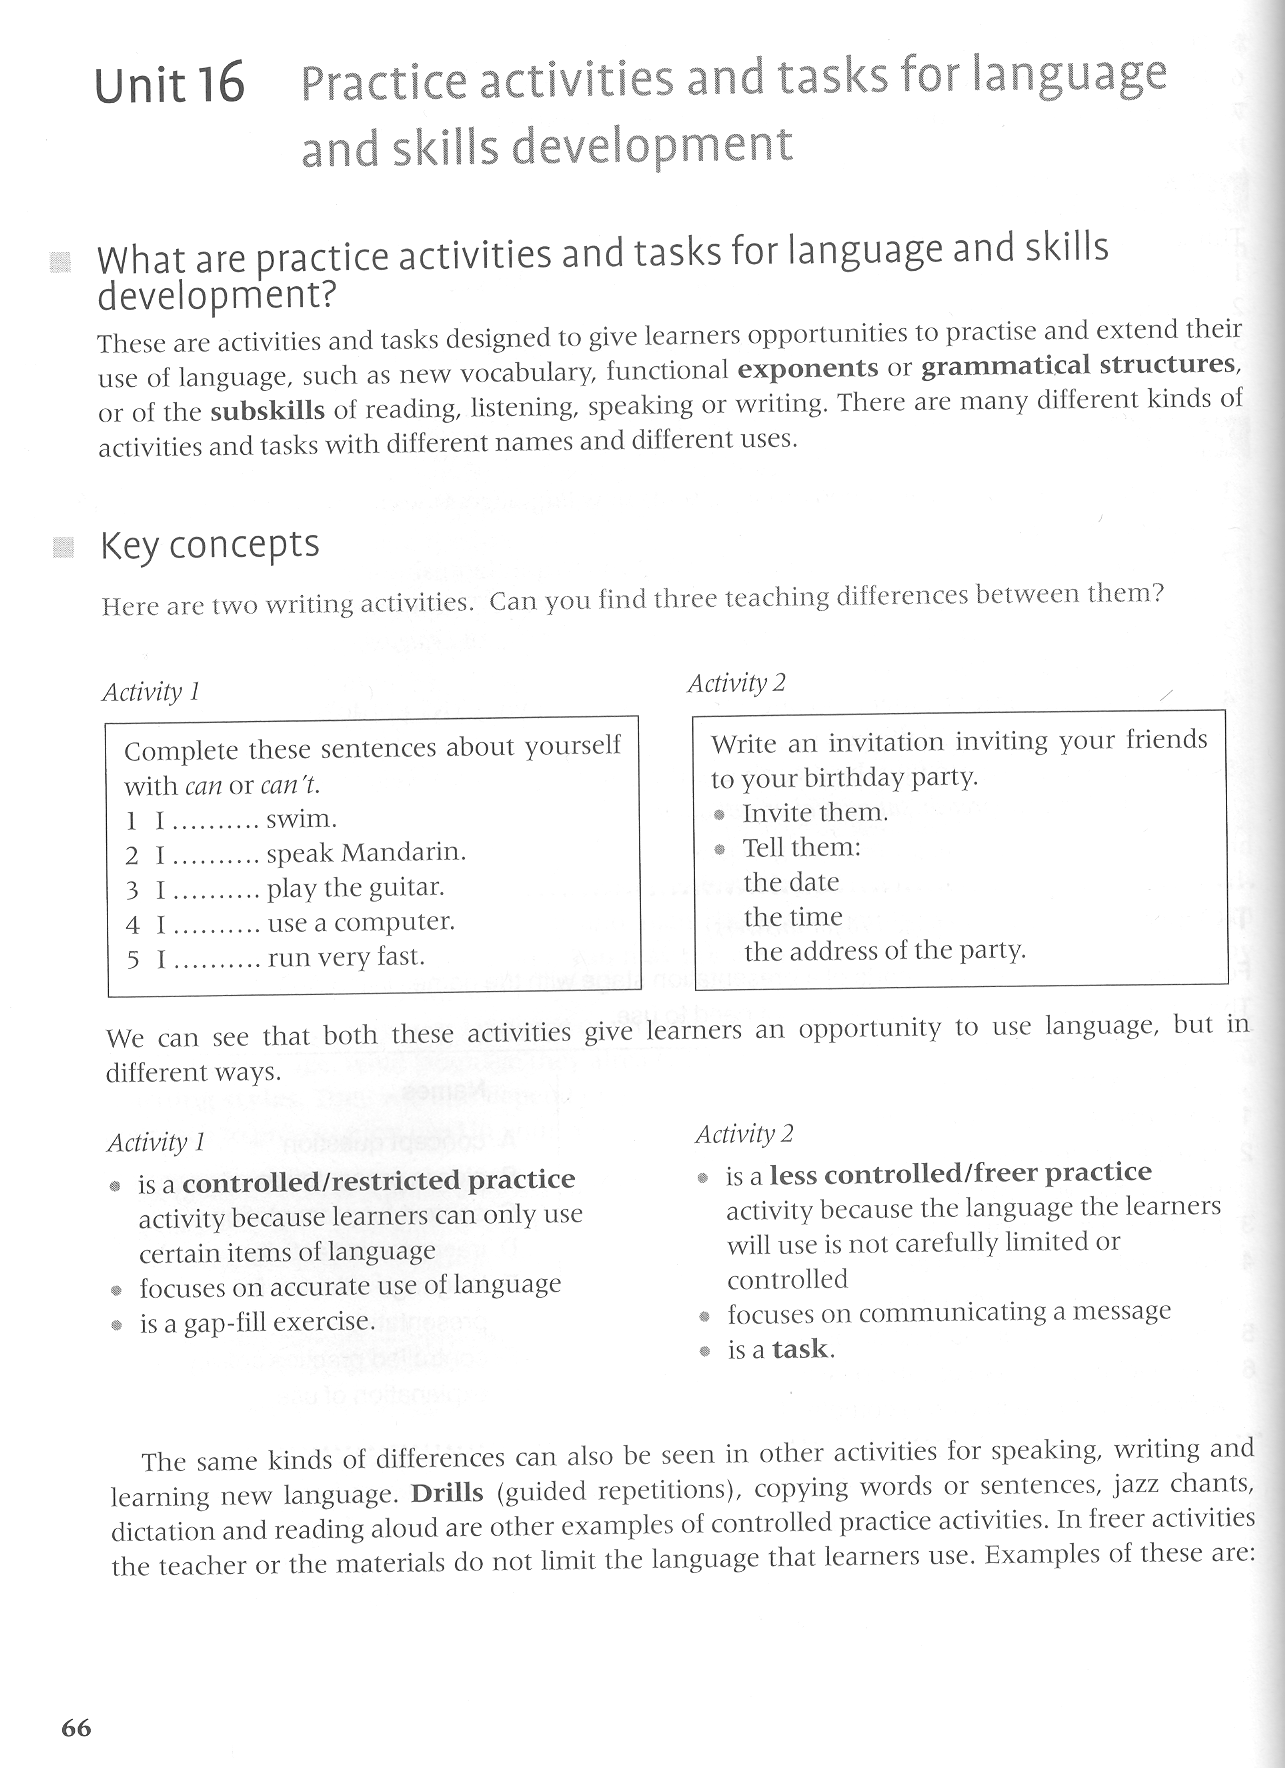 Unit 16 Practice activities and tasks for language
and skills development
What are practice activities and tasks for language and skills
development?
These are activities and tasks designed to give learners opportunities to practise and extend their
use of language, such as new vocabulary, functional exponents or grammatical structures,
or of the subskills of reading, listening, speaking or writing. There are many different kinds of
activities and tasks with different names and different uses.
Key concepts
Here are two writing activities. Can you find three teaching differences between them?
Activity 1
Complete these sentences about yourself
with can or can't.
1 I .......... swim.
2 I .......... speak Mandarin.
3 I .......... play the guitar.
4 I .......... use a computer.
5 I .......... run very fast.
Activity 2
Write an invitation inviting your friends
to your birthday party.
• Invite them.
• Tell them:
the date
the time
the address of the party.
We can see that both these activities give learners an opportunity to use language, but in
different ways.
Activity 1
• is a controlled/restricted practice
activity because learners can only use
certain items of language
• focuses on accurate use of language
• is a gap-fill exercise.
Activity 2
• is a less controlled/freer practice
activity because the language the learners
will use is not carefully limited or
controlled
• focuses on communicating a message
• is a task.
The same kinds of differences can also be seen in other activities for speaking, writing and
learning new language. Drills (guided repetitions), copying words or sentences, jazz chants,
dictation and reading aloud are other examples of controlled practice activities. In freer activities
the teacher or the materials do not limit the language that learners use. Examples of these are:
66